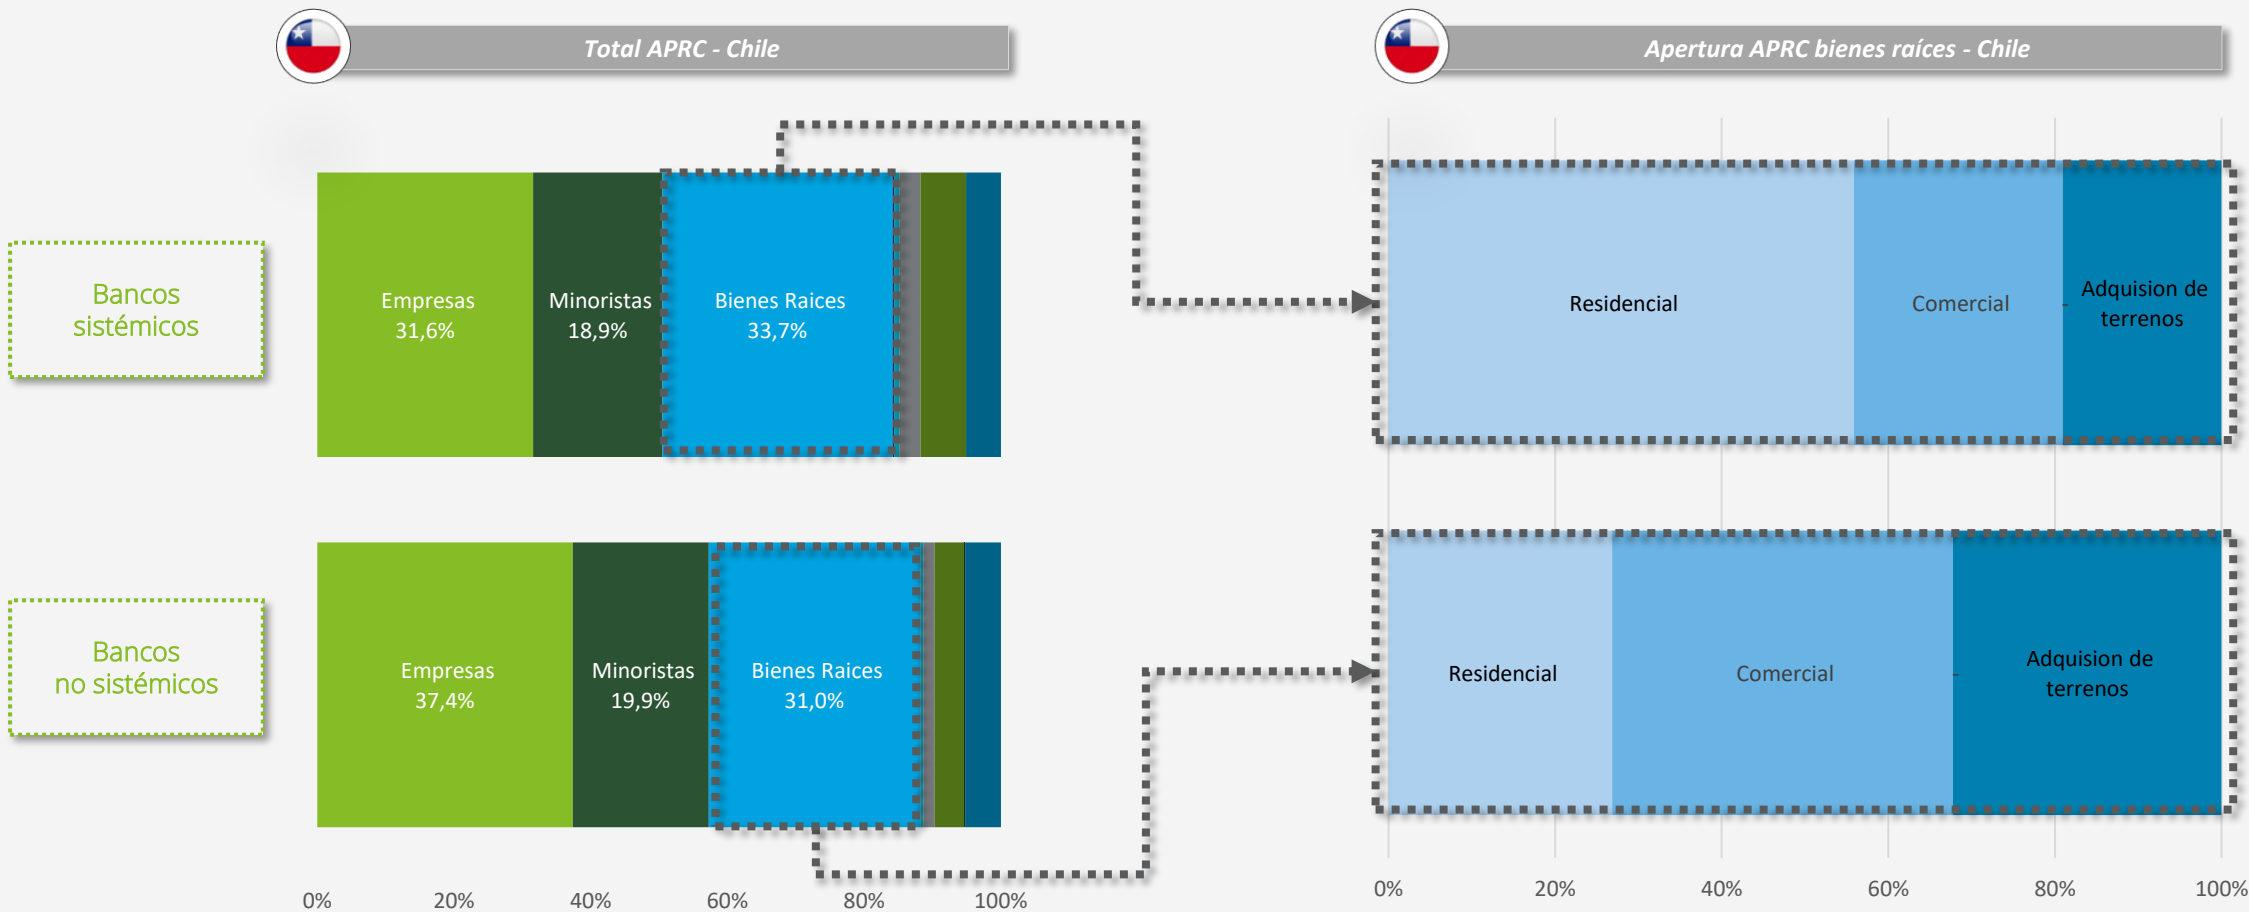 Total APRC - Chile
Apertura APRC bienes raíces - Chile
Bancos
sistémicos
Empresas
31,6%
Minoristas
18,9%
Bienes Raices
33,7%
Residencial
Comercial
-
Adquision de
terrenos
Bancos
no sistémicos
Empresas
37,4%
Minoristas
19,9%
Bienes Raices
31,0%
Residencial
Comercial
-
Adquision de
terrenos
0% 20% 40% 60% 80% 100%
0% 20% 40% 60% 80% 100%